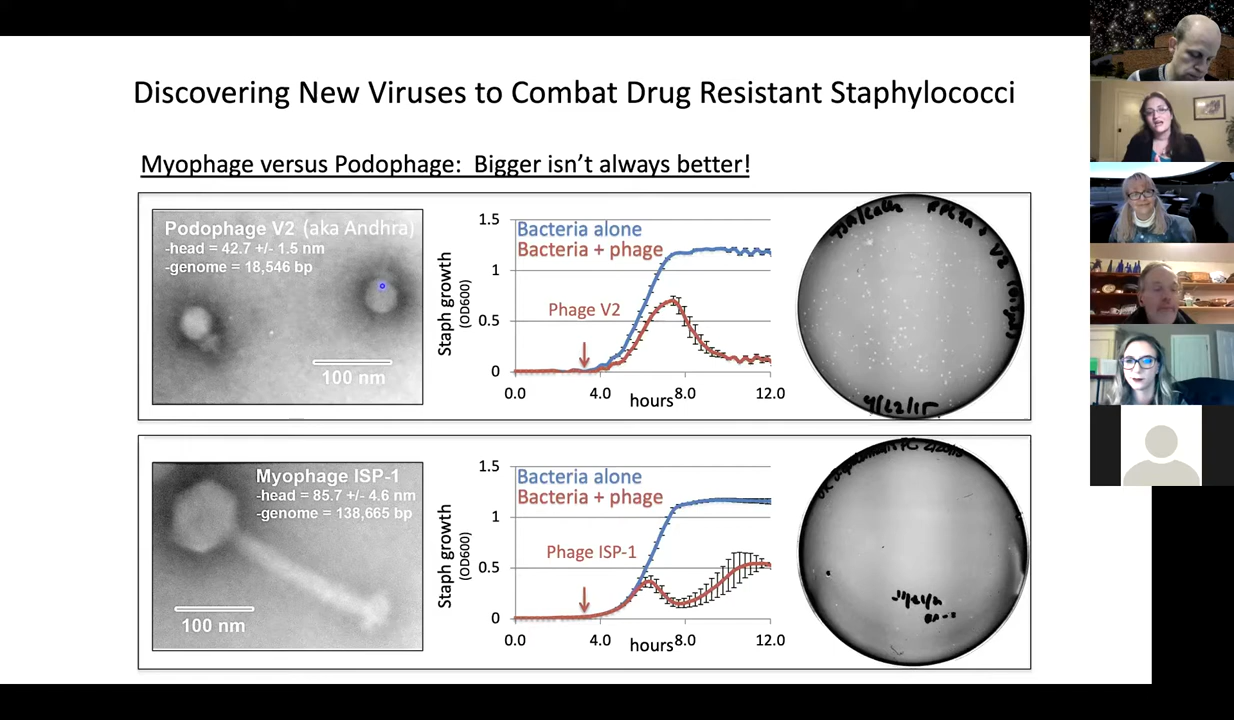 Discovering New Viruses to Combat Drug Resistant Staphylococci
Myophage versus Podophage:  Bigger isn't always better!
Podophage V2 (aka Andhra)
-head = 42.7 +/- 1.5 nm
-genome = 18,546 bp
100 nm
Staph growth
(OD600)
1.5
1
0.5
0
Bacteria alone
Bacteria + phage
Phage V2
0.0
4.0
8.0
12.0
hours
4/22/15
Myophage ISP-1
-head = 85.7 +/- 4.6 nm
-genome = 138,665 bp
100 nm
Staph growth
(OD600)
1.5
1
0.5
0
Bacteria alone
Bacteria + phage
Phage ISP-1
0.0
4.0
8.0
12.0
hours